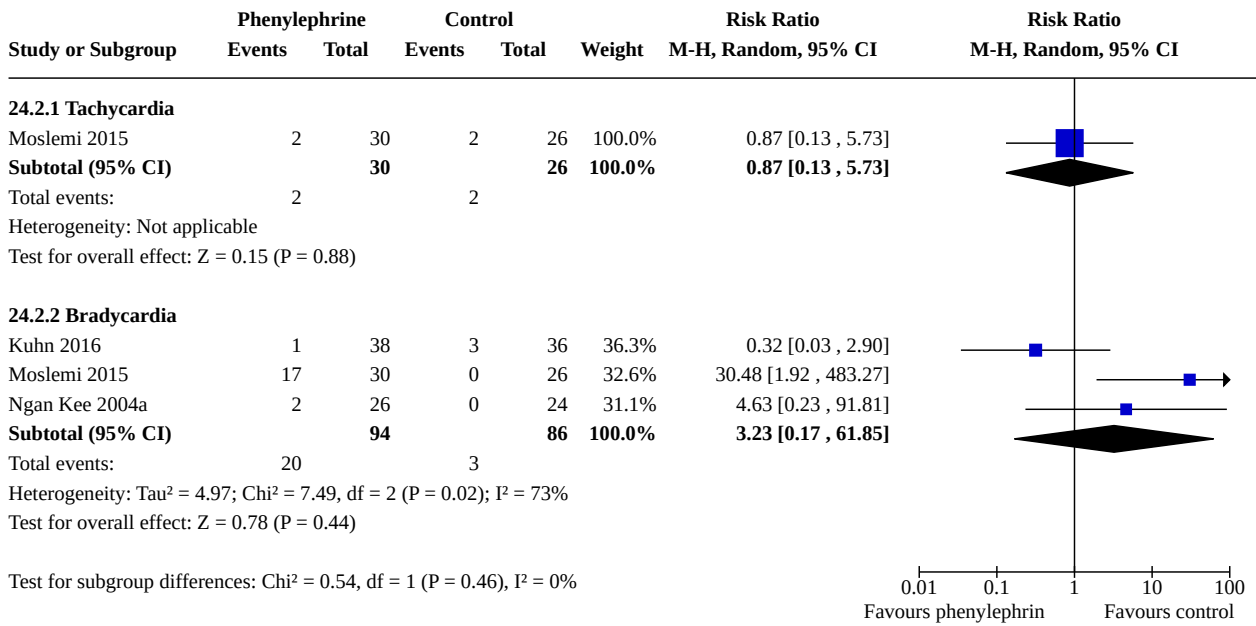 Phenylephrine Control Risk Ratio Risk Ratio
Study or Subgroup Events Total Events Total Weight M-H, Random, 95% CI M-H, Random, 95% CI
24.2.1 Tachycardia
Moslemi 2015 2 30 2 26 100.0% 0.87 [0.13 , 5.73]
Subtotal (95% CI) 30 26 100.0% 0.87 [0.13 , 5.73]
Total events: 2 2
Heterogeneity: Not applicable
Test for overall effect: Z = 0.15 (P = 0.88)
24.2.2 Bradycardia
Kuhn 2016 1 38 3 36 36.3% 0.32 [0.03 , 2.90]
Moslemi 2015 17 30 0 26 32.6% 30.48 [1.92 , 483.27]
Ngan Kee 2004a 2 26 0 24 31.1% 4.63 [0.23 , 91.81]
Subtotal (95% CI) 94 86 100.0% 3.23 [0.17 , 61.85]
Total events: 20 3
Heterogeneity: Tau² = 4.97; Chi² = 7.49, df = 2 (P = 0.02); I² = 73%
Test for overall effect: Z = 0.78 (P = 0.44)
Test for subgroup differences: Chi² = 0.54, df = 1 (P = 0.46), I² = 0%
0.01 0.1 1 10 100
Favours phenylephrin Favours control